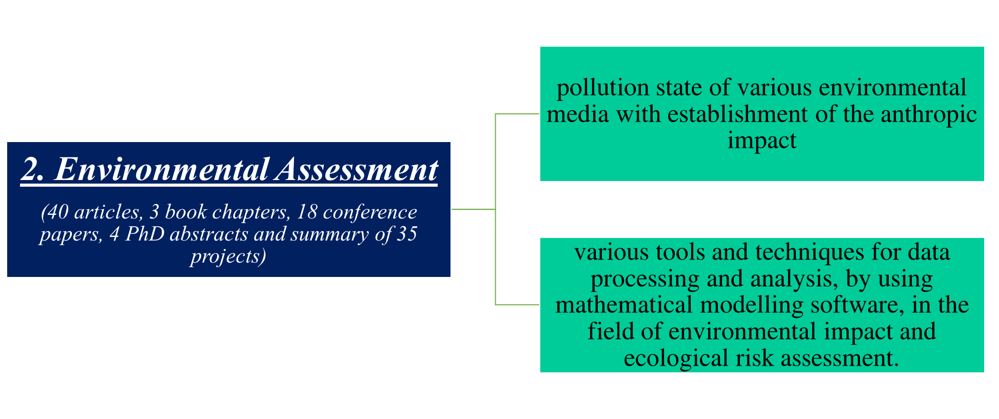 2. Environmental Assessment
(40 articles, 3 book chapters, 18 conference
papers, 4 PhD abstracts and summary of 35
projects)
pollution state of various environmental
media with establishment of the anthropic
impact
various tools and techniques for data
processing and analysis, by using
mathematical modelling software, in the
field of environmental impact and
ecological risk assessment.